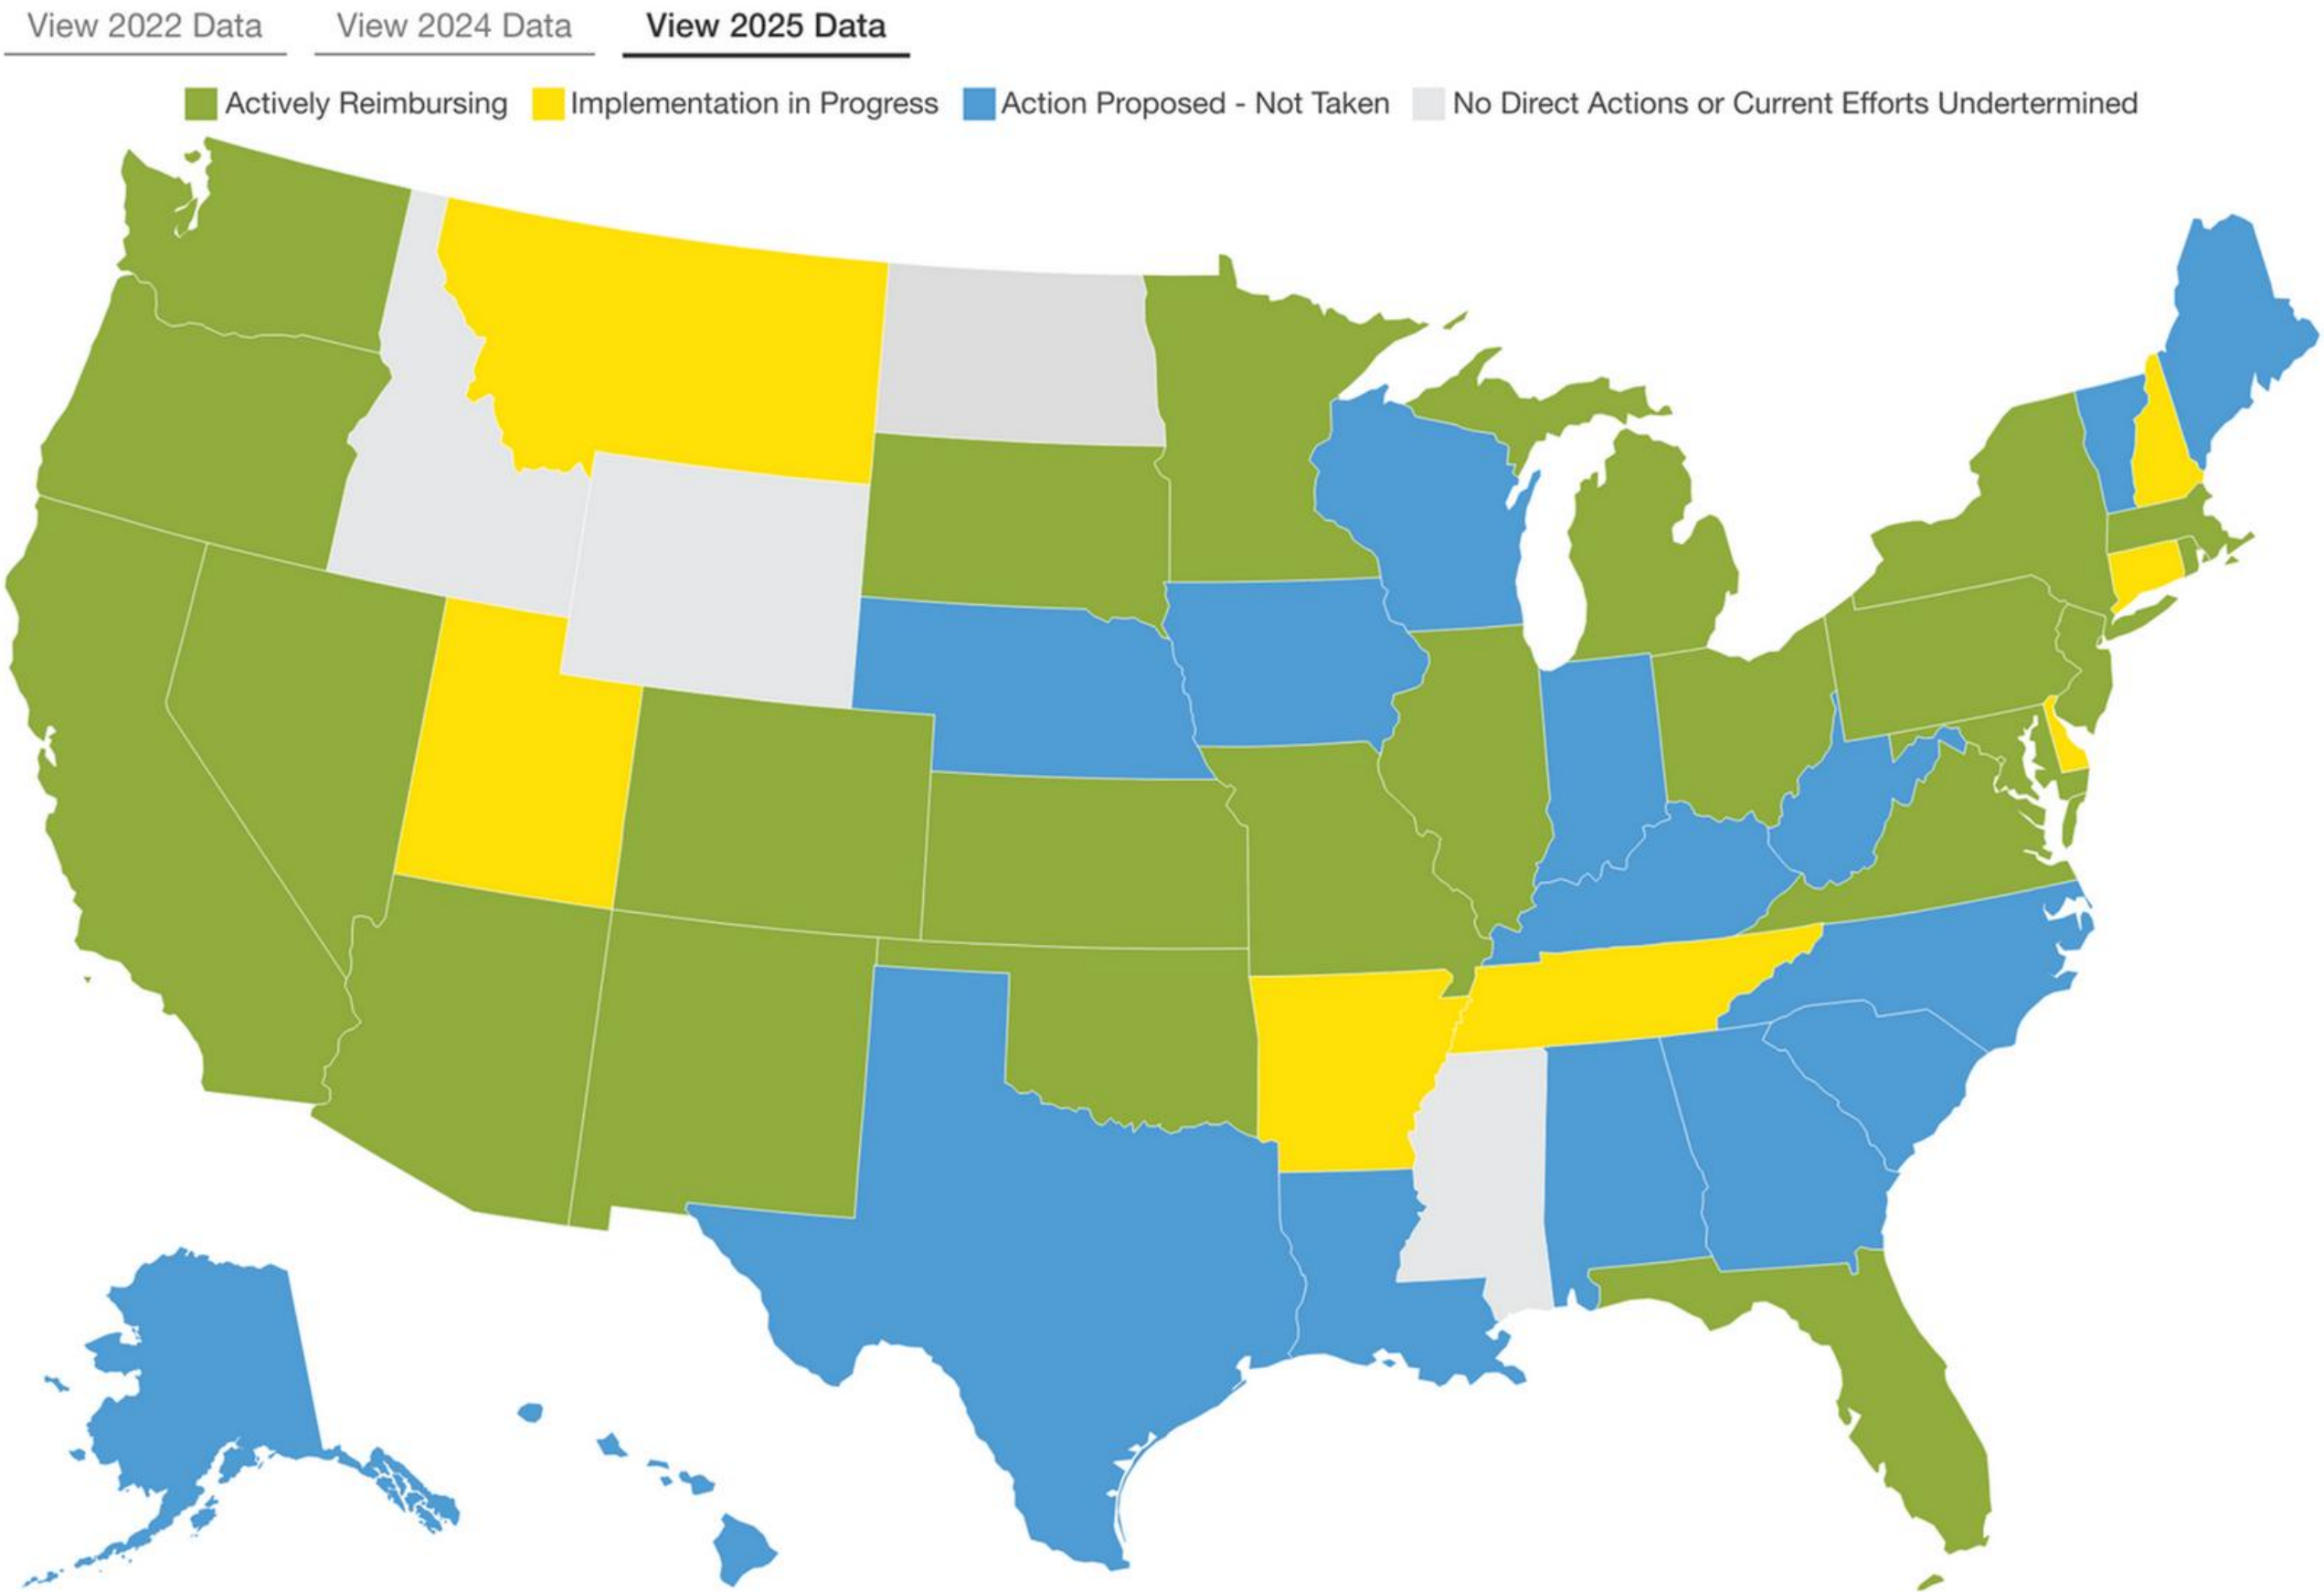 View 2022 Data View 2024 Data View 2025 Data
Actively Reimbursing Implementation in Progress Action Proposed - Not Taken No Direct Actions or Current Efforts Undertermined